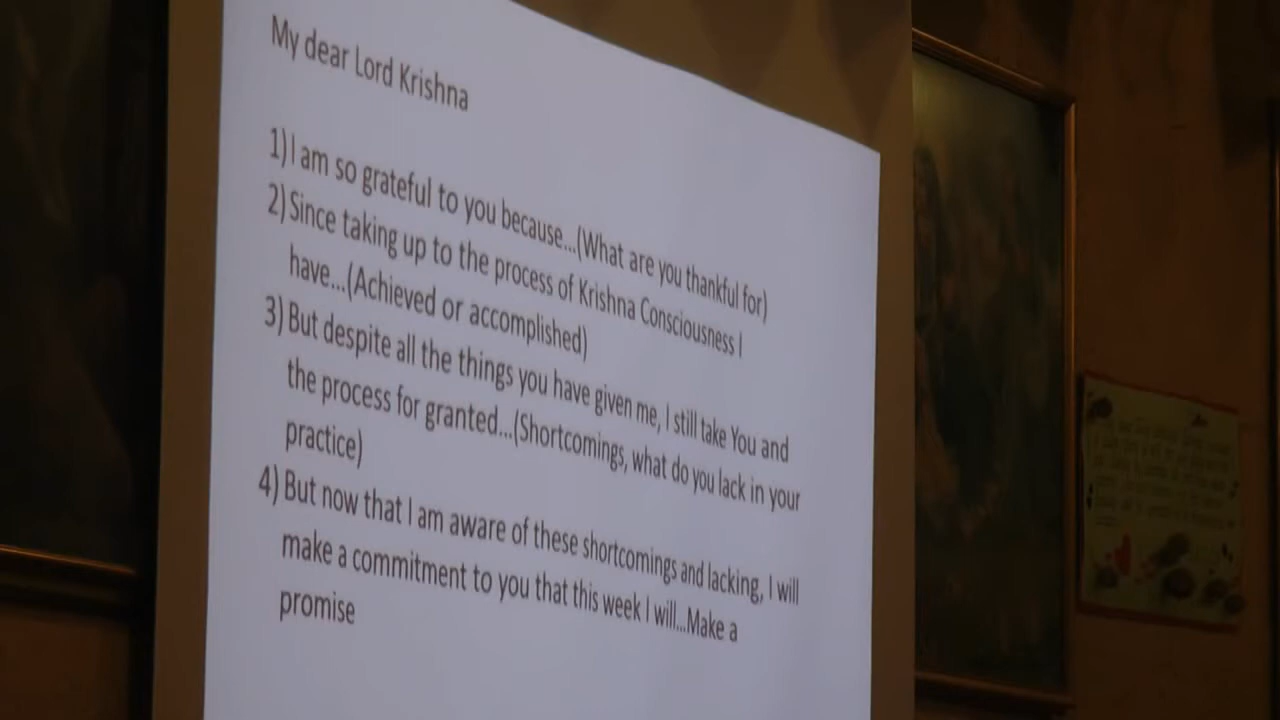 My dear Lord Krishna
1) I am so grateful to you because...(What are you thankful for)
2) Since taking up to the process of Krishna Consciousness I
have...(Achieved or accomplished)
3) But despite all the things you have given me, I still take You and
the process for granted...(Shortcomings, what do you lack in your
practice)
4) But now that I am aware of these shortcomings and lacking, I will
make a commitment to you that this week I will...Make a
promise